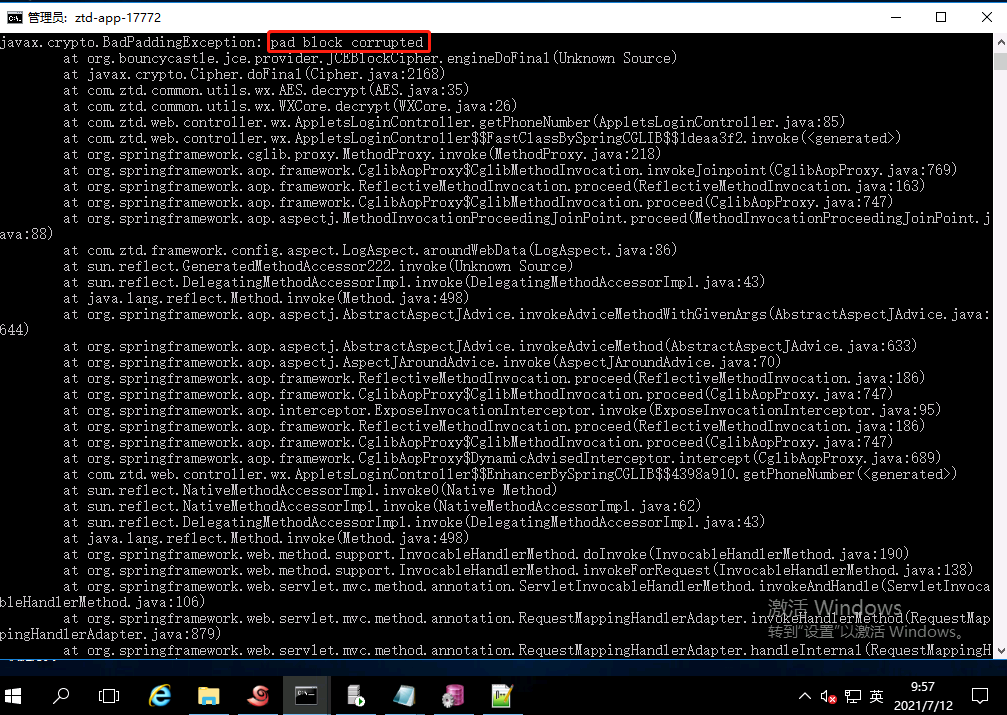 管理员: ztd-app-17772
javax.crypto.BadPaddingException: pad block corrupted
at org.bouncycastle.jce.provider.JCEBlockCipher.engineDoFinal(Unknown Source)
at javax.crypto.Cipher.doFinal(Cipher.java:2168)
at com.ztd.common.utils.wx.AES.decrypt(AES.java:35)
at com.ztd.common.utils.wx.WXCore.decrypt(WXCore.java:26)
at com.ztd.web.controller.wx.AppletsLoginController.getPhoneNumber(AppletsLoginController.java:85)
at com.ztd.web.controller.wx.AppletsLoginController$$FastClassBySpringCGLIB$$1deaa3f2.invoke(<generated>)
at org.springframework.cglib.proxy.MethodProxy.invoke(MethodProxy.java:218)
at org.springframework.aop.framework.CglibAopProxy$CglibMethodInvocation.invokeJoinpoint(CglibAopProxy.java:769)
at org.springframework.aop.framework.ReflectiveMethodInvocation.proceed(ReflectiveMethodInvocation.java:163)
at org.springframework.aop.framework.CglibAopProxy$CglibMethodInvocation.proceed(CglibAopProxy.java:747)
at org.springframework.aop.aspectj.MethodInvocationProceedingJoinPoint.proceed(MethodInvocationProceedingJoinPoint.j
ava:88)
at com.ztd.framework.config.aspect.LogAspect.aroundWebData(LogAspect.java:86)
at sun.reflect.GeneratedMethodAccessor222.invoke(Unknown Source)
at sun.reflect.DelegatingMethodAccessorImpl.invoke(DelegatingMethodAccessorImpl.java:43)
at java.lang.reflect.Method.invoke(Method.java:498)
at org.springframework.aop.aspectj.AbstractAspectJAdvice.invokeAdviceMethodWithGivenArgs(AbstractAspectJAdvice.java:
644)
at org.springframework.aop.aspectj.AbstractAspectJAdvice.invokeAdviceMethod(AbstractAspectJAdvice.java:633)
at org.springframework.aop.aspectj.AspectJAroundAdvice.invoke(AspectJAroundAdvice.java:70)
at org.springframework.aop.framework.ReflectiveMethodInvocation.proceed(ReflectiveMethodInvocation.java:186)
at org.springframework.aop.framework.CglibAopProxy$CglibMethodInvocation.proceed(CglibAopProxy.java:747)
at org.springframework.aop.interceptor.ExposeInvocationInterceptor.invoke(ExposeInvocationInterceptor.java:95)
at org.springframework.aop.framework.ReflectiveMethodInvocation.proceed(ReflectiveMethodInvocation.java:186)
at org.springframework.aop.framework.CglibAopProxy$CglibMethodInvocation.proceed(CglibAopProxy.java:747)
at org.springframework.aop.framework.CglibAopProxy$DynamicAdvisedInterceptor.intercept(CglibAopProxy.java:689)
at com.ztd.web.controller.wx.AppletsLoginController$$EnhancerBySpringCGLIB$$4398a910.getPhoneNumber(<generated>)
at sun.reflect.NativeMethodAccessorImpl.invoke0(Native Method)
at sun.reflect.NativeMethodAccessorImpl.invoke(NativeMethodAccessorImpl.java:62)
at sun.reflect.DelegatingMethodAccessorImpl.invoke(DelegatingMethodAccessorImpl.java:43)
at java.lang.reflect.Method.invoke(Method.java:498)
at org.springframework.web.method.support.InvocableHandlerMethod.doInvoke(InvocableHandlerMethod.java:190)
at org.springframework.web.method.support.InvocableHandlerMethod.invokeForRequest(InvocableHandlerMethod.java:138)
at org.springframework.web.servlet.mvc.method.annotation.ServletInvocableHandlerMethod.invokeAndHandle(ServletInvoca
bleHandlerMethod.java:106)
at org.springframework.web.servlet.mvc.method.annotation.RequestMappingHandlerAdapter.invokeHandlerMethod(RequestMap
pingHandlerAdapter.java:879)
at org.springframework.web.servlet.mvc.method.annotation.RequestMappingHandlerAdapter.handleInternal(RequestMappingH
激活 Windows
转到"设置"以激活 Windows。
英
9:57
2021/7/12